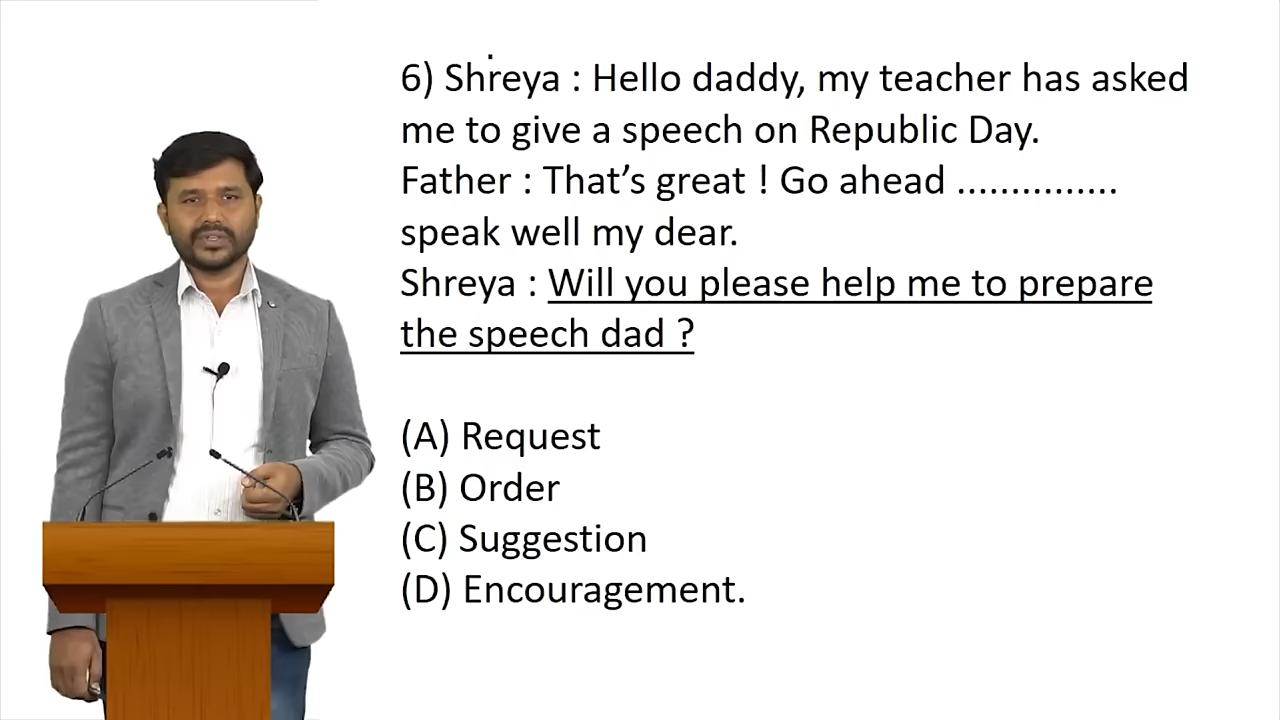 6) Shreya : Hello daddy, my teacher has asked
me to give a speech on Republic Day.
Father : That’s great ! Go ahead ...............
speak well my dear.
Shreya : Will you please help me to prepare
the speech dad ?
(A) Request
(B) Order
(C) Suggestion
(D) Encouragement.